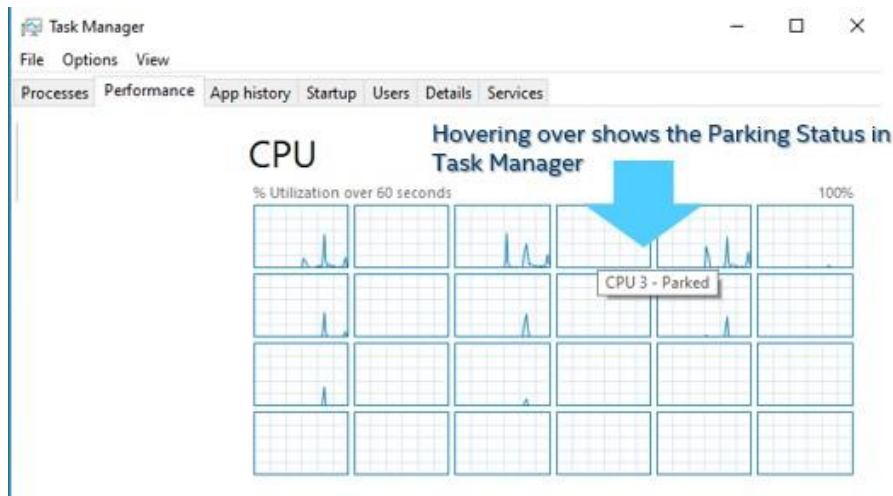 Task Manager
File Options View
Processes Performance App history Startup Users Details Services
Hovering over shows the Parking Status in
Task Manager
CPU
% Utilization over 60 seconds 100%
CPU 3 - Parked